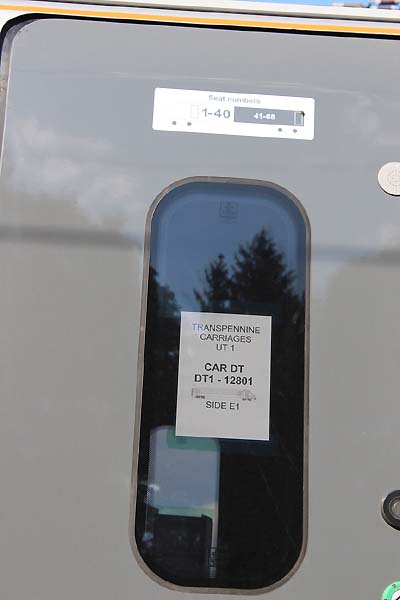 Seat numbers
1-40 41-68
TRANSPENNINE
CARRIAGES
UT 1
CAR DT
DT1 - 12801
SIDE E1